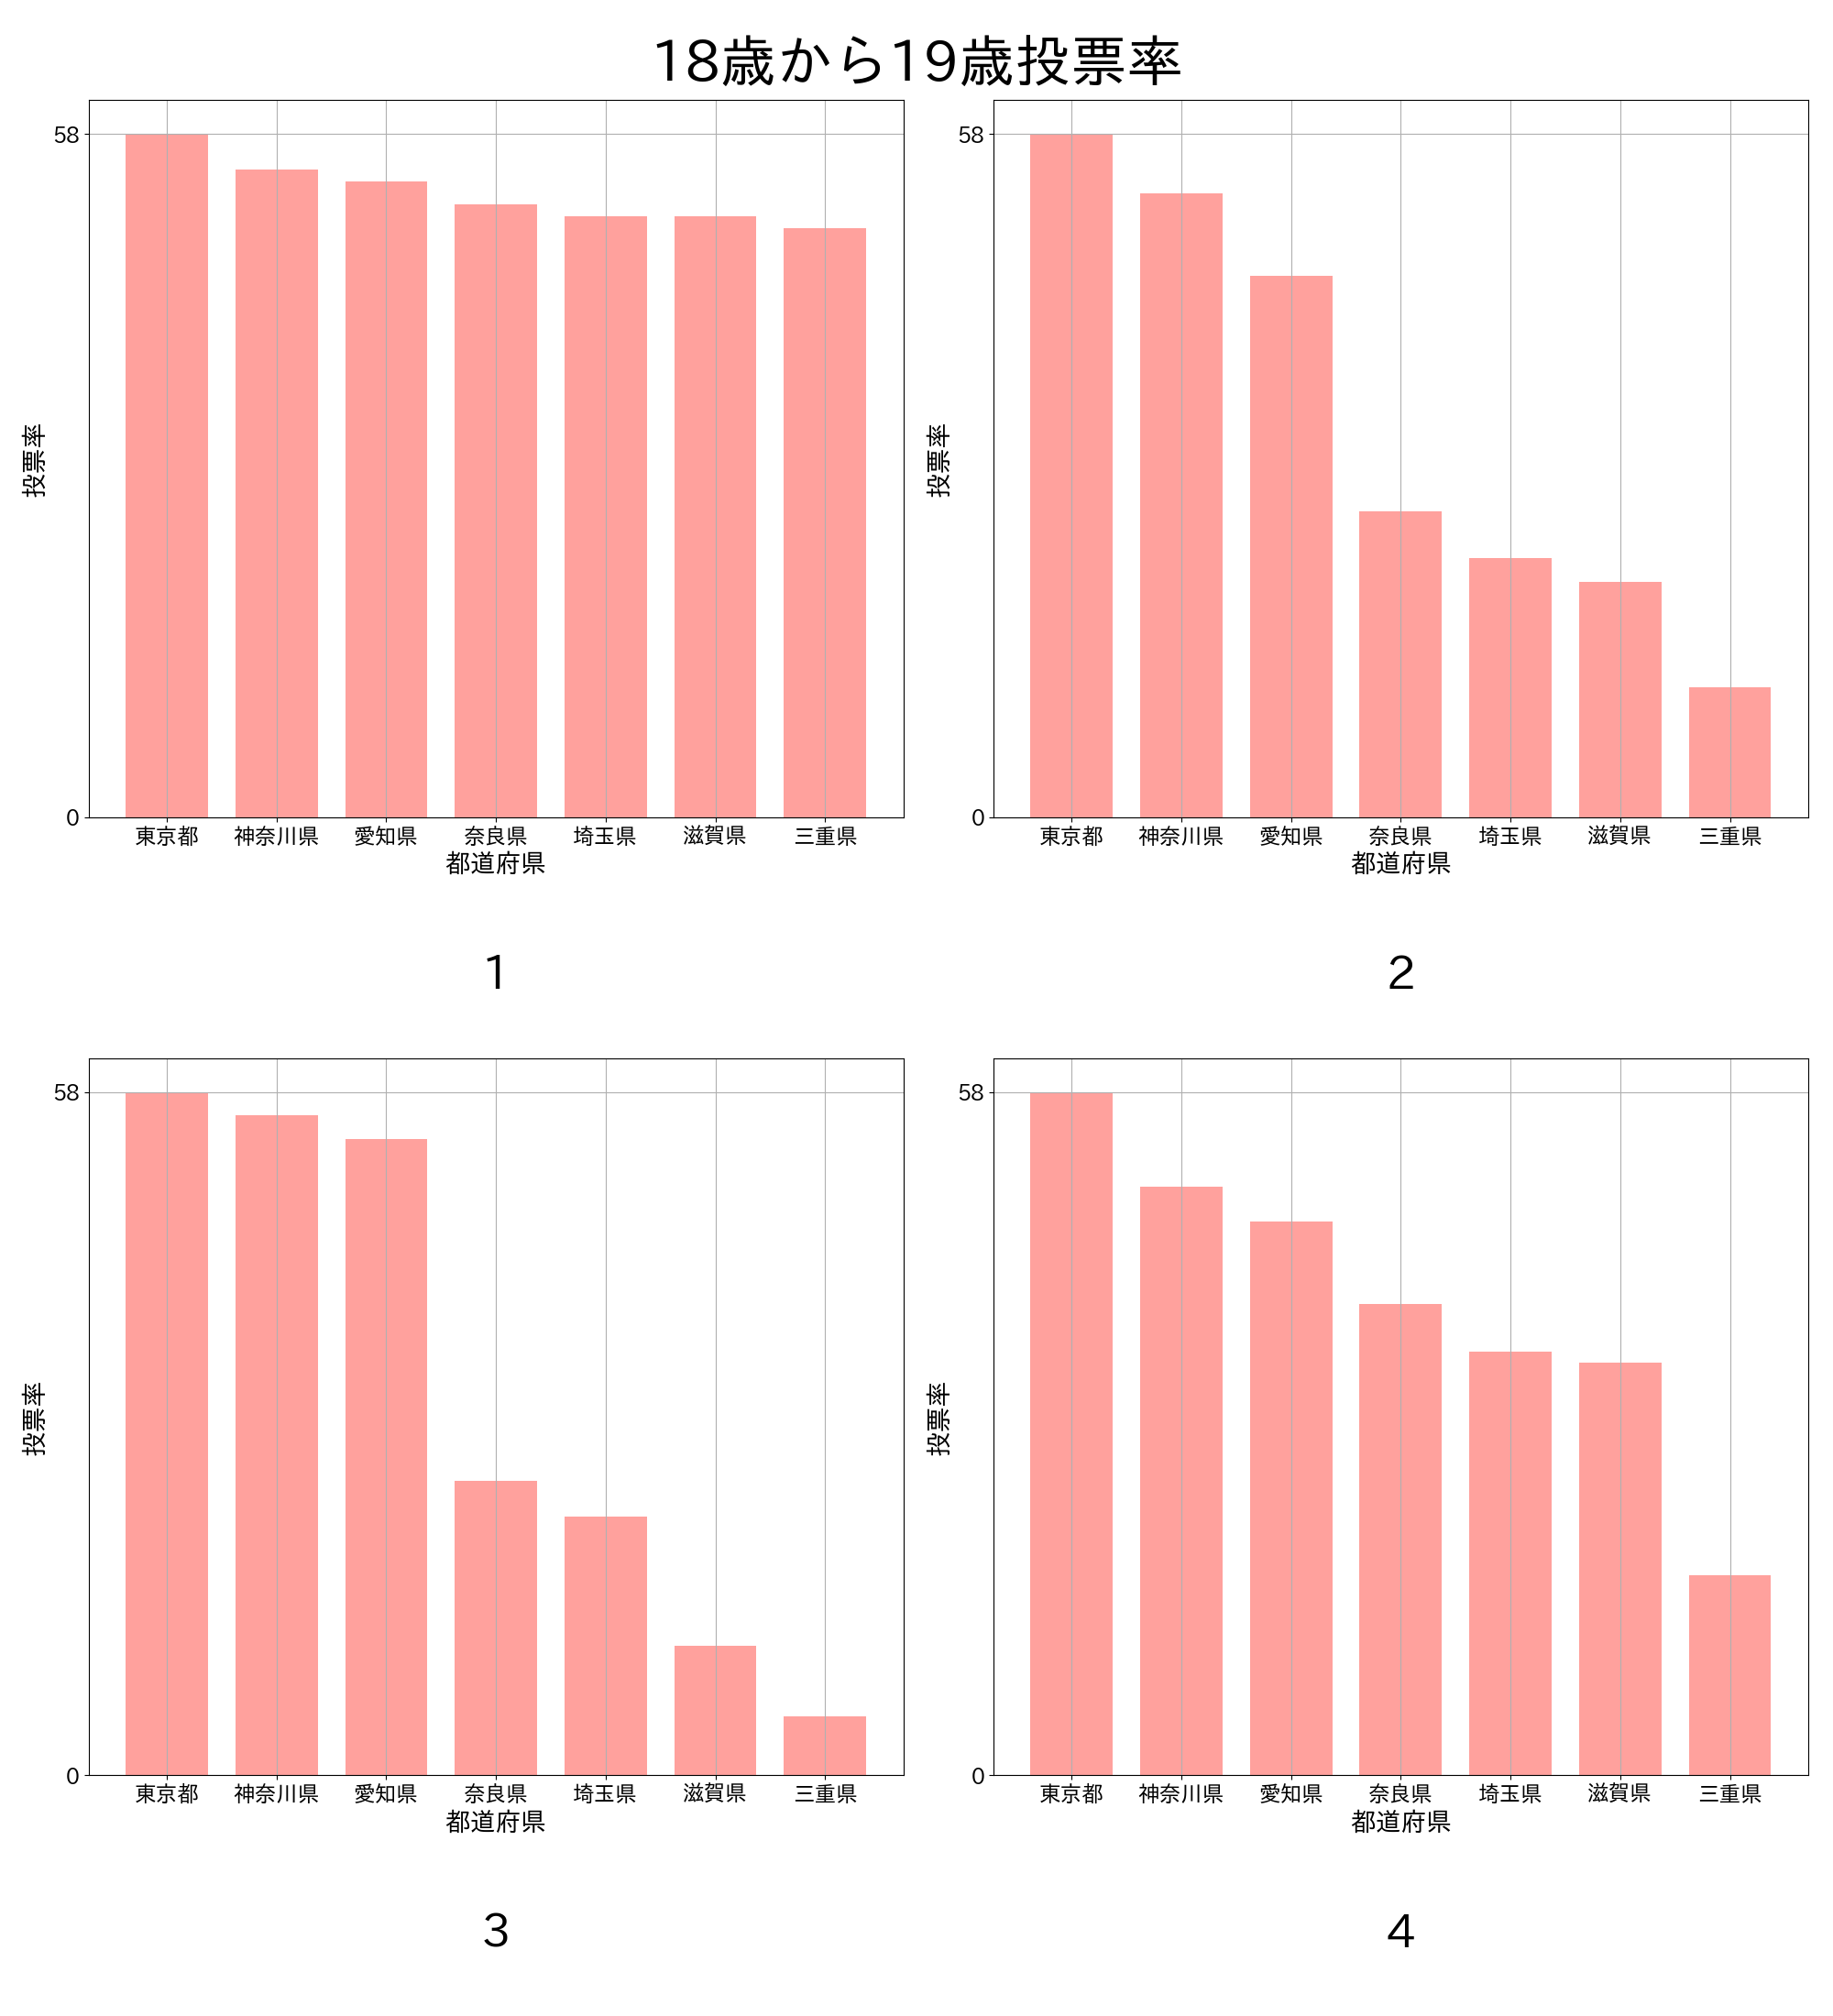 18歳から19歳投票率
58
0
投票率
東京都 神奈川県 愛知県 奈良県 埼玉県 滋賀県 三重県
都道府県
1
58
0
投票率
東京都 神奈川県 愛知県 奈良県 埼玉県 滋賀県 三重県
都道府県
2
58
0
投票率
東京都 神奈川県 愛知県 奈良県 埼玉県 滋賀県 三重県
都道府県
3
58
0
投票率
東京都 神奈川県 愛知県 奈良県 埼玉県 滋賀県 三重県
都道府県
4